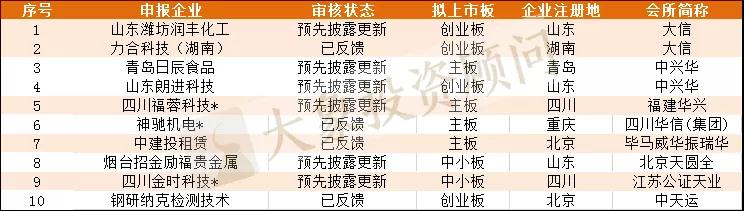 序号 申报企业 审核状态 拟上市板 企业注册地 会所简称
1 山东潍坊润丰化工 预先披露更新 创业板 山东 大信
2 力合科技（湖南） 已反馈 创业板 湖南 大信
3 青岛日辰食品 预先披露更新 主板 青岛 中兴华
4 山东朗进科技 预先披露更新 创业板 山东 中兴华
5 四川福蓉科技* 预先披露更新 主板 四川 福建华兴
6 神驰机电* 已反馈 主板 重庆 四川华信（集团）
7 中建投租赁 已反馈 主板 北京 毕马威华振瑞华
8 烟台招金励福贵金属 预先披露更新 中小板 山东 北京天圆全
9 四川金时科技* 预先披露更新 中小板 四川 江苏公证天业
10 钢研纳克检测技术 已反馈 创业板 北京 中天运